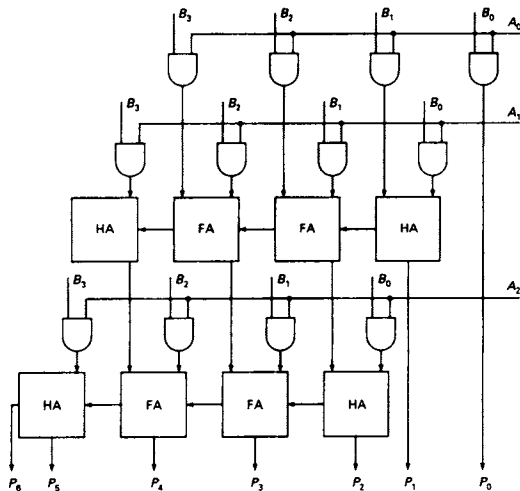 B₃ B₂ B₁ B₀ A₀
B₃ B₂ B₁ B₀ A₁
HA FA FA HA
B₃ B₂ B₁ B₀ A₂
HA FA FA HA
P₆ P₅ P₄ P₃ P₂ P₁ P₀